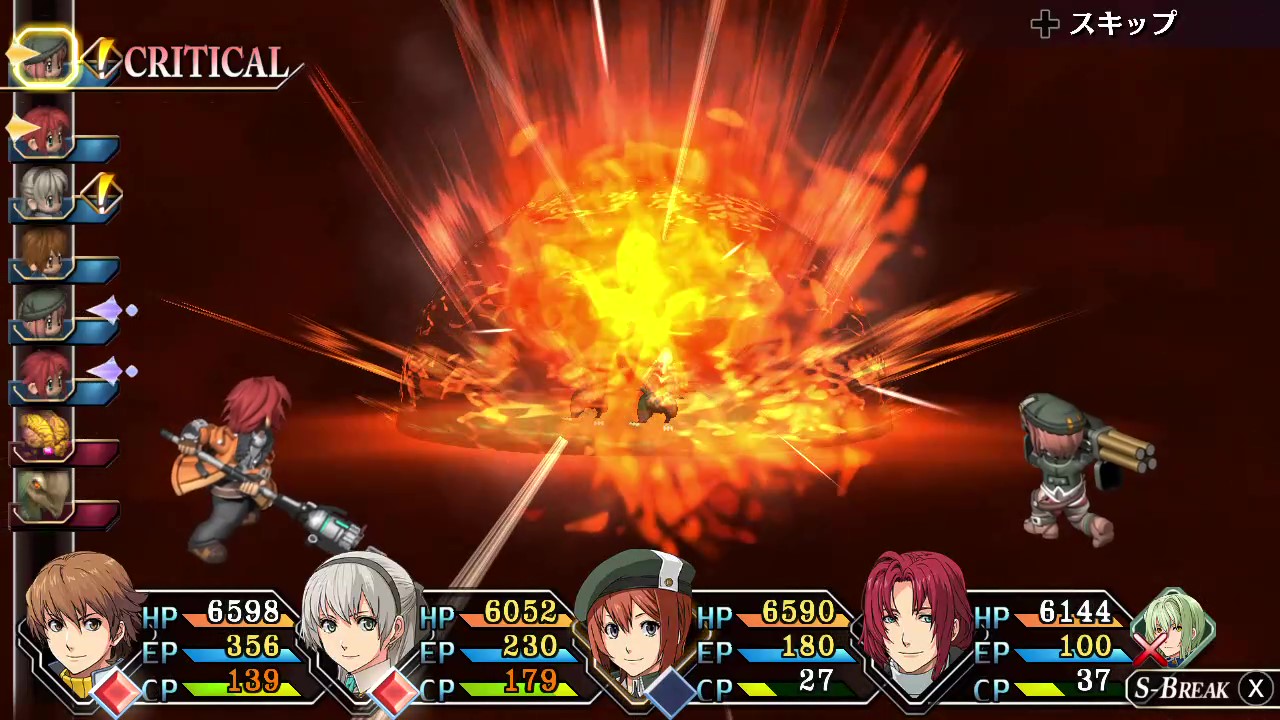 スキップ
CRITICAL
HP 6598 HP 6052 HP 6590 HP 6144
EP 356 EP 230 EP 180 EP 100
CP 139 CP 179 CP 27 CP 37
S-BREAK X